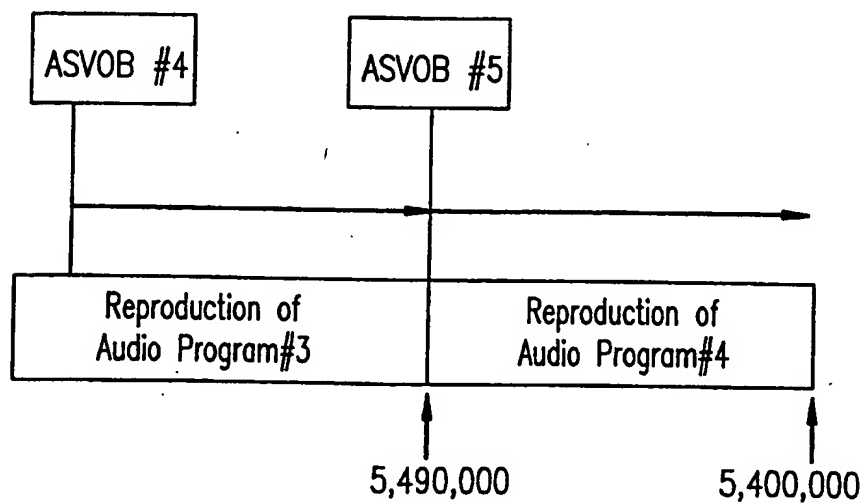 ASVOB #4
ASVOB #5
Reproduction of
Audio Program#3
Reproduction of
Audio Program#4
5,490,000
5,400,000